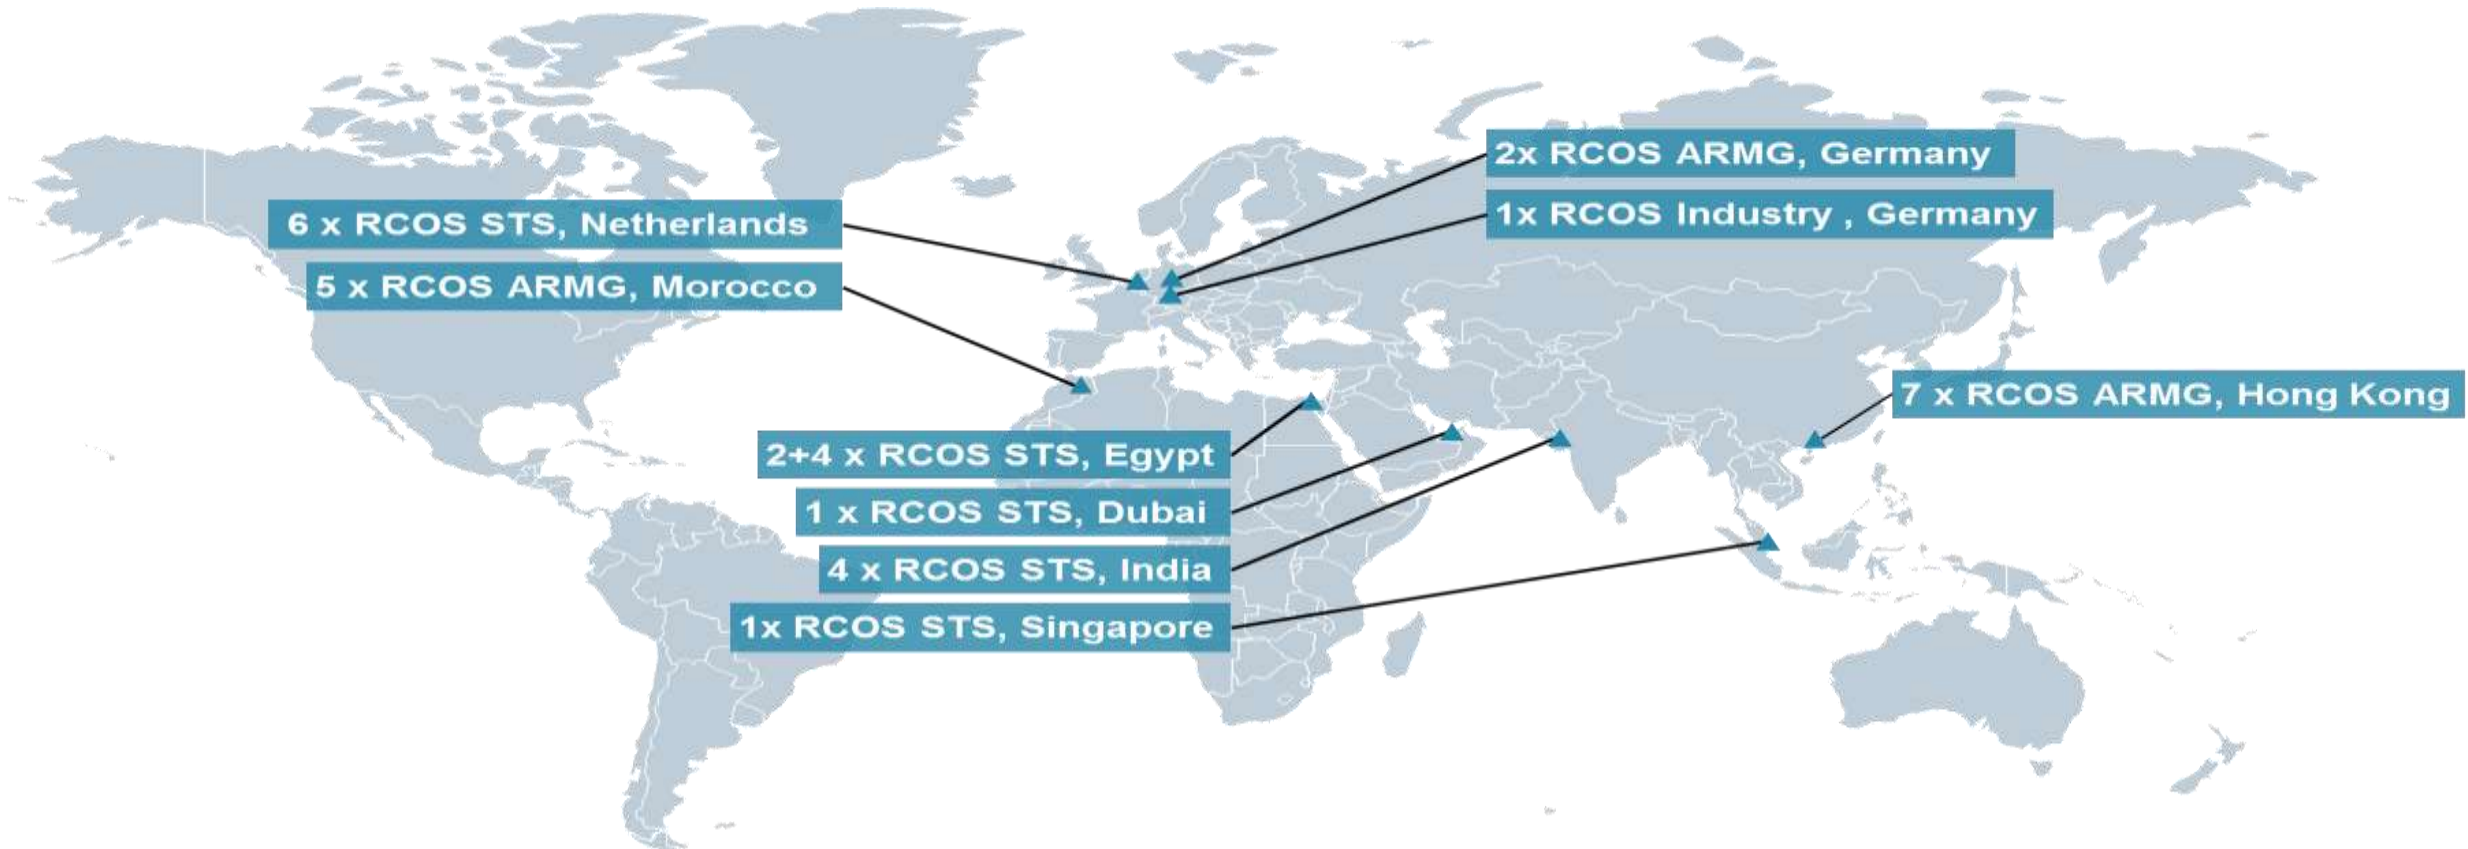 2x RCOS ARMG, Germany
1x RCOS Industry , Germany
6 x RCOS STS, Netherlands
5 x RCOS ARMG, Morocco
7 x RCOS ARMG, Hong Kong
2+4 x RCOS STS, Egypt
1 x RCOS STS, Dubai
4 x RCOS STS, India
1x RCOS STS, Singapore